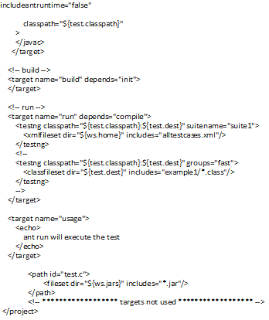 includeantruntime="false"
classpath="${test.classpath}"
>
</javac>
</target>
<!-- build -->
<target name="build" depends="init">
</target>
<!-- run -->
<target name="run" depends="compile">
<testng classpath="${test.classpath}:${test.dest}" suitename="suite1">
<xmlfileset dir="${ws.home}" includes="alltestcases.xml"/>
</testng>
<!--
<testng classpath="${test.classpath}:${test.dest}" groups="fast">
<classfileset dir="${test.dest}" includes="example1/*.class"/>
</testng>
-->
</target>
<target name="usage">
<echo>
ant run will execute the test
</echo>
</target>
<path id="test.c">
<fileset dir="${ws.jars}" includes="*.jar"/>
</path>
<!-- ****************** targets not used ****************** -->
</project>